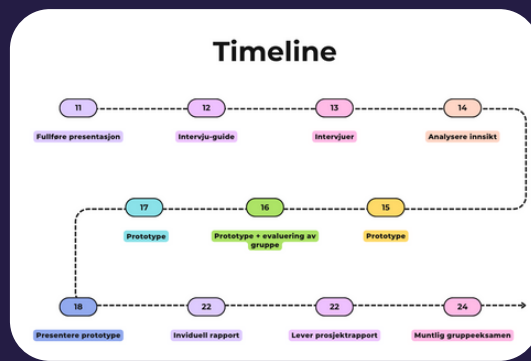 Timeline
11
12
13
14
Fullføre presentasjon
Intervju-guide
Intervjuer
Analysere innsikt
17
16
15
Prototype
Prototype + evaluering av
gruppe
Prototype
18
22
22
24
Presentere prototype
Inviduell rapport
Lever prosjektrapport
Muntlig gruppeeksamen